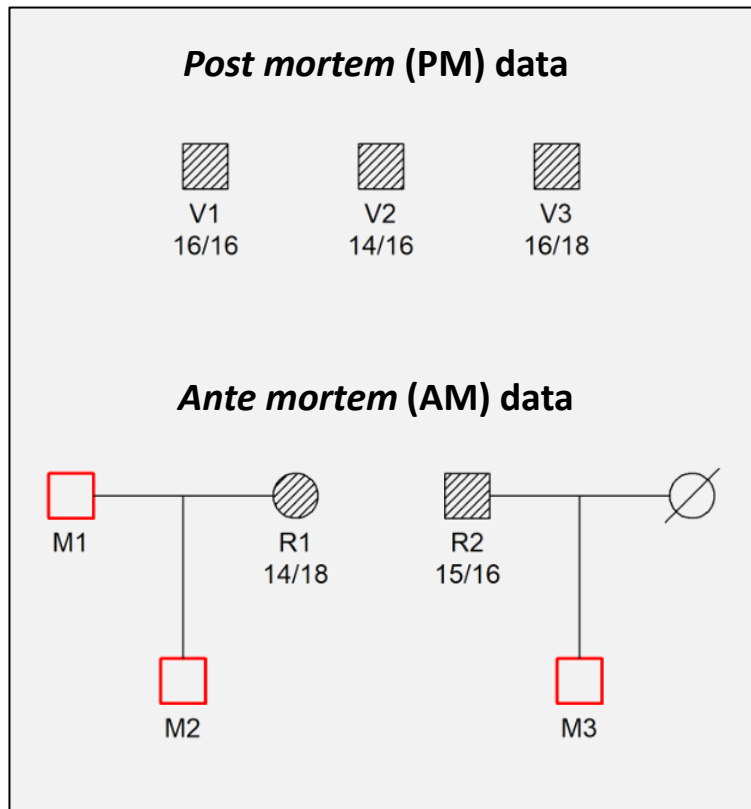 Post mortem (PM) data
V1 V2 V3
16/16 14/16 16/18
Ante mortem (AM) data
M1 R1 R2
14/18 15/16
M2 M3